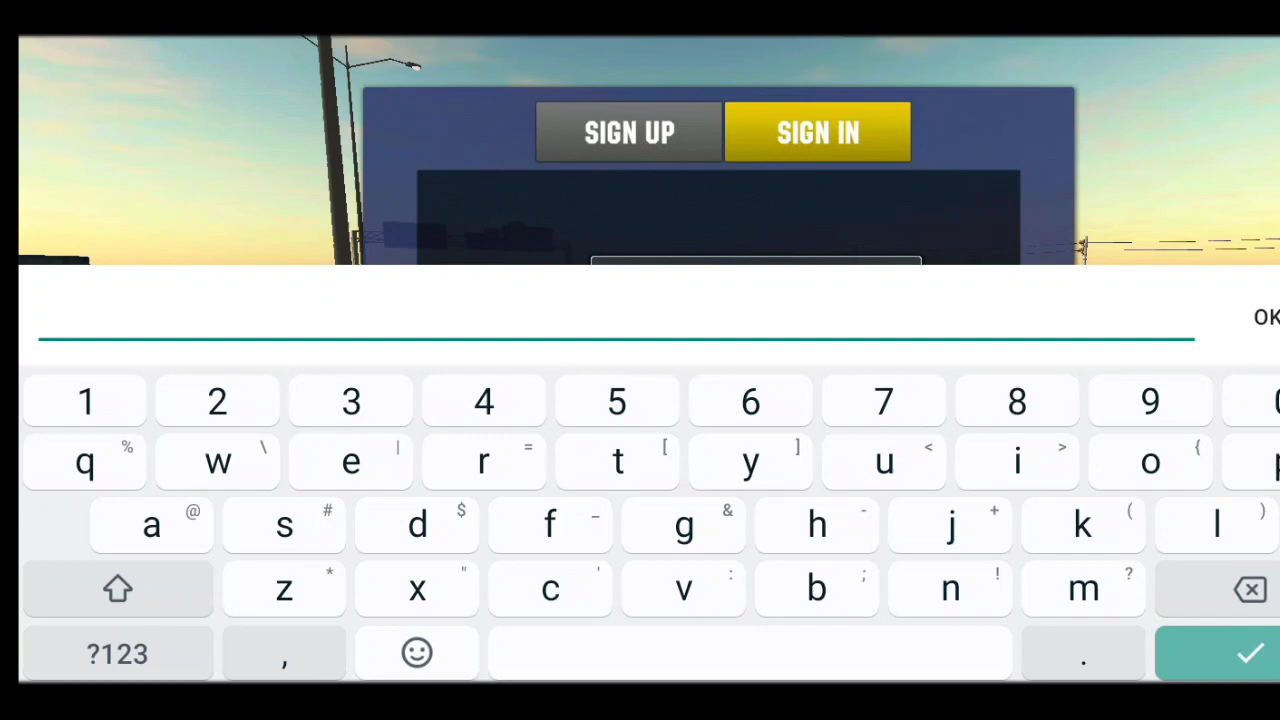 SIGN UP SIGN IN
OK
1 2 3 4 5 6 7 8 9
% \ | = [ ] < > {
q w e r t y u i o p
@ # $ _ & - + ( )
a s d f g h j k l
* " ' : ; ! ?
z x c v b n m
?123 , .